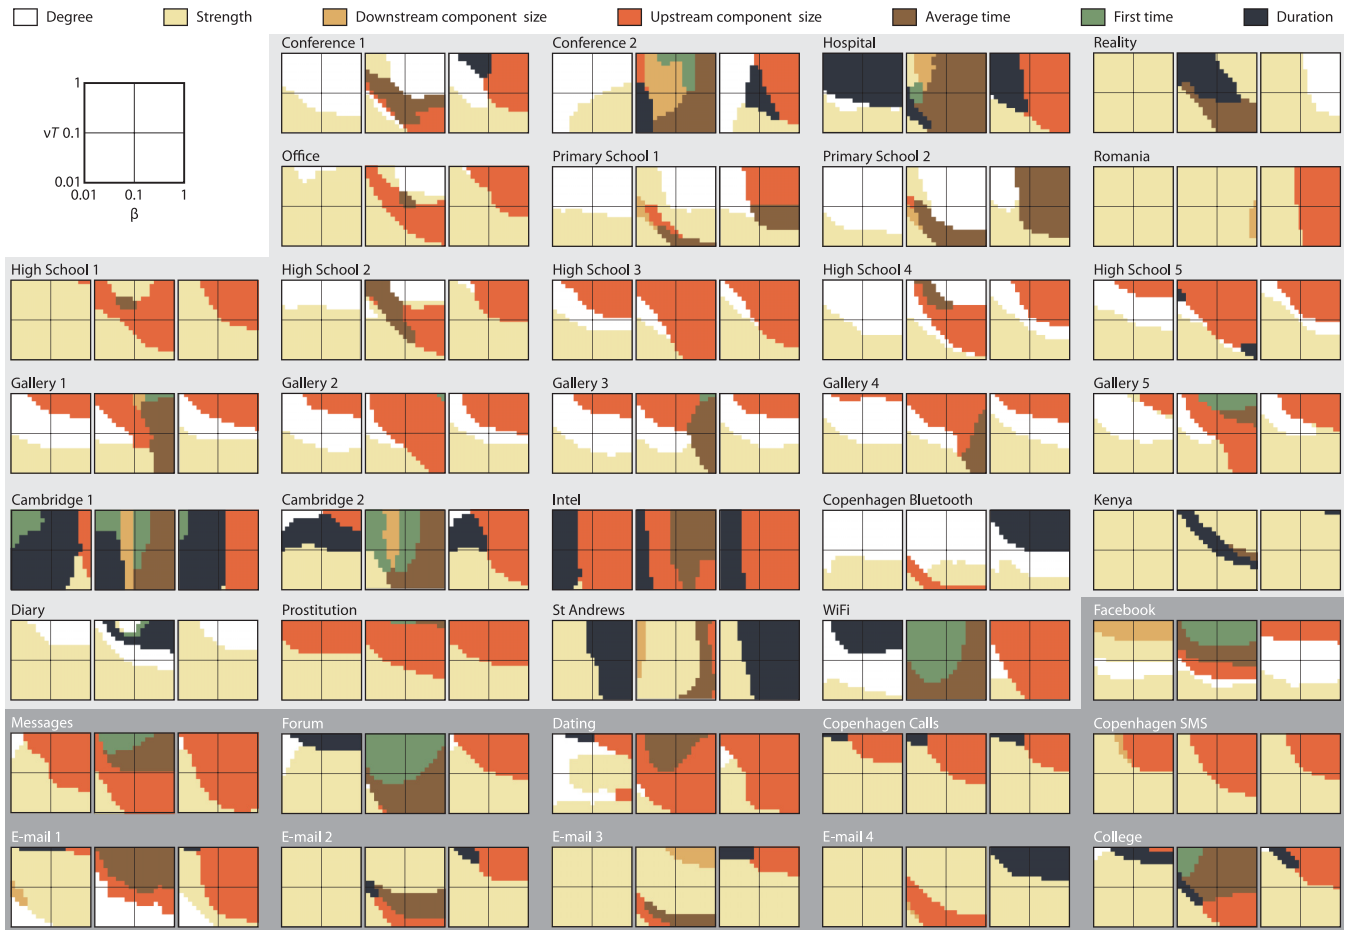 Degree Strength Downstream component size Upstream component size Average time First time Duration
Conference 1 Conference 2 Hospital Reality
1
νT 0.1
0.01
0.01 0.1 1
β
Office Primary School 1 Primary School 2 Romania
High School 1 High School 2 High School 3 High School 4 High School 5
Gallery 1 Gallery 2 Gallery 3 Gallery 4 Gallery 5
Cambridge 1 Cambridge 2 Intel Copenhagen Bluetooth Kenya
Diary Prostitution St Andrews WiFi Facebook
Messages Forum Dating Copenhagen Calls Copenhagen SMS
E-mail 1 E-mail 2 E-mail 3 E-mail 4 College